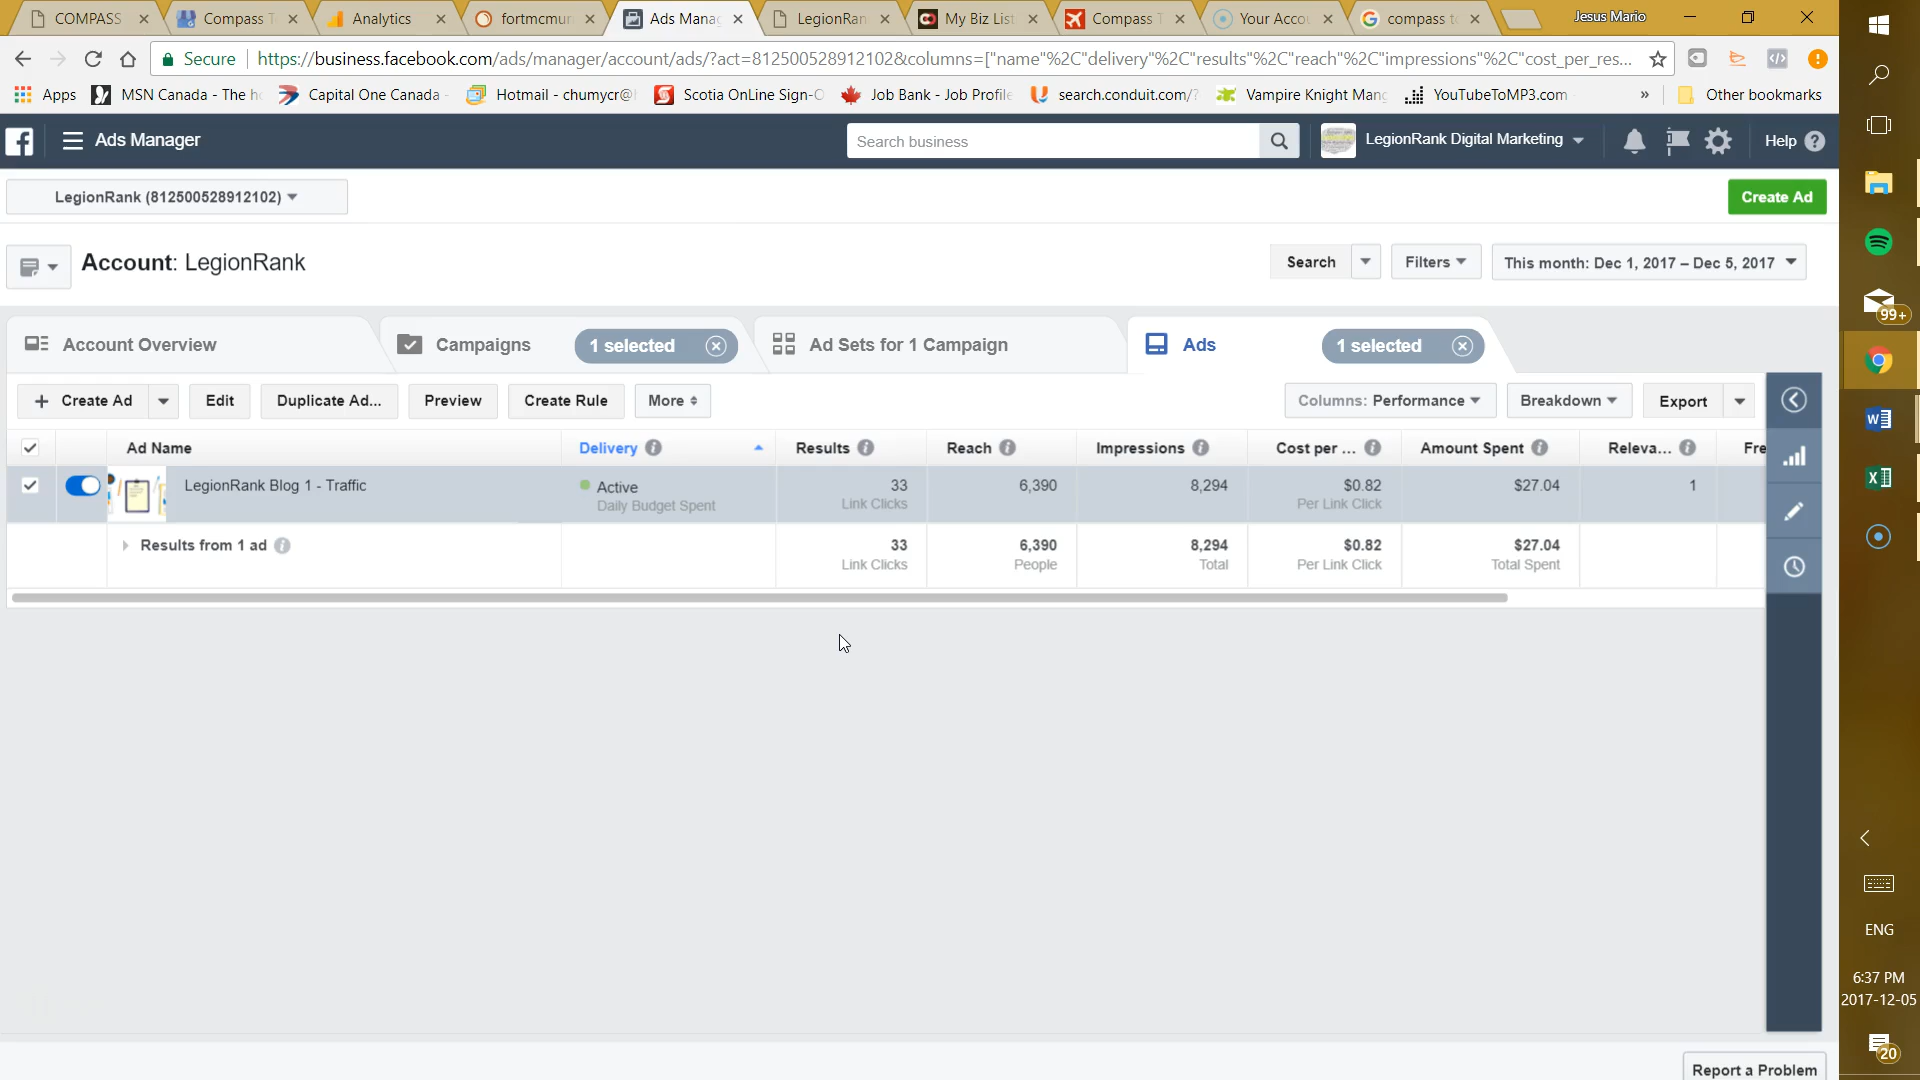 COMPASS
Compass T
Analytics
fortmcmur
Ads Manag
LegionRan
My Biz List
Compass T
Your Accou
compass te
Jesus Mario
Secure
https://business.facebook.com/ads/manager/account/ads/?act=812500528912102&columns=["name"%2C"delivery"%2C"results"%2C"reach"%2C"impressions"%2C"cost_per_res...
Apps
MSN Canada - The h
Capital One Canada -
Hotmail - chumycr@h
Scotia OnLine Sign-O
Job Bank - Job Profile
search.conduit.com/?
Vampire Knight Mang
YouTubeToMP3.com
»
Other bookmarks
Ads Manager
Search business
LegionRank Digital Marketing
Help
LegionRank (812500528912102)
Create Ad
Account: LegionRank
Search
Filters
This month: Dec 1, 2017 – Dec 5, 2017
Account Overview
Campaigns
1 selected
Ad Sets for 1 Campaign
Ads
1 selected
+ Create Ad
Edit
Duplicate Ad...
Preview
Create Rule
More
Columns: Performance
Breakdown
Export
Ad Name
Delivery
Results
Reach
Impressions
Cost per ...
Amount Spent
Releva...
Fre
LegionRank Blog 1 - Traffic
Active
Daily Budget Spent
33
Link Clicks
6,390
8,294
$0.82
Per Link Click
$27.04
1
Results from 1 ad
33
Link Clicks
6,390
People
8,294
Total
$0.82
Per Link Click
$27.04
Total Spent
Report a Problem
99+
ENG
6:37 PM
2017-12-05
20